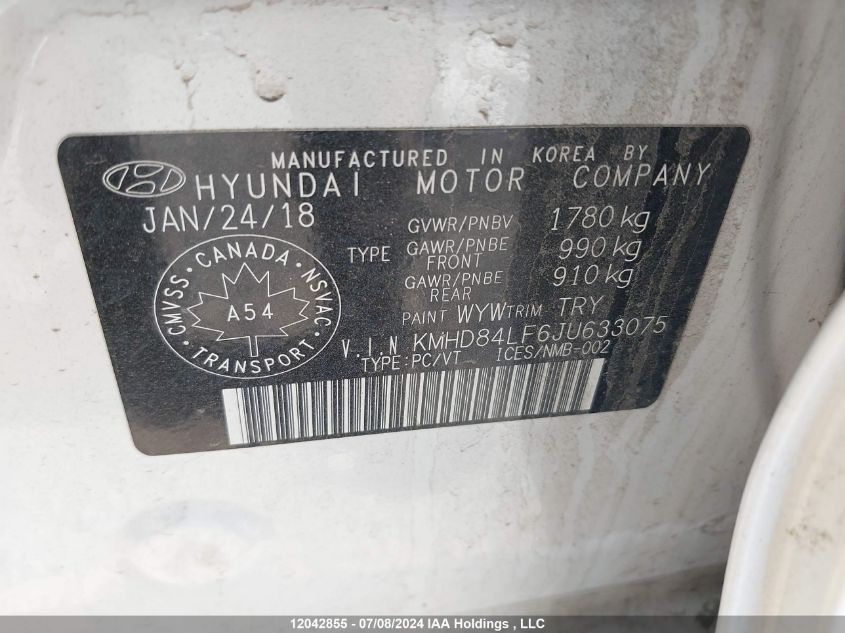 MANUFACTURED IN KOREA BY
HYUNDAI MOTOR COMPANY
JAN/24/18
GVWR/PNBV 1780 kg
TYPE GAWR/PNBE FRONT 990 kg
GAWR/PNBE REAR 910 kg
PAINT WYW TRIM TRY
CMVSS · CANADA · NSVAC · TRANSPORT ·
A54
V.I.N KMHD84LF6JU633075
TYPE:PC/VT ICES/NMB-002
12042855 - 07/08/2024 IAA Holdings , LLC